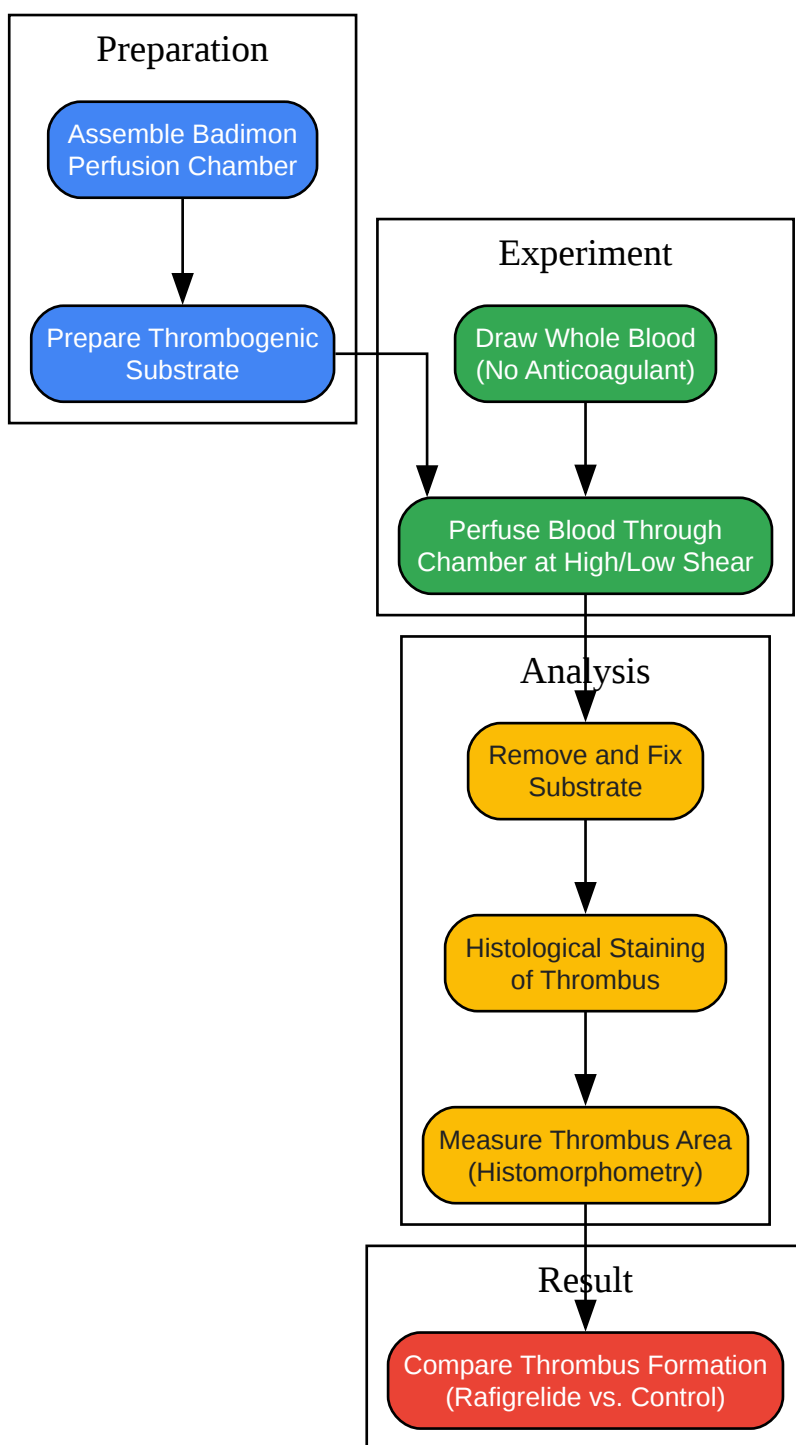 Preparation
Assemble Badimon
Perfusion Chamber
Prepare Thrombogenic
Substrate
Experiment
Draw Whole Blood
(No Anticoagulant)
Perfuse Blood Through
Chamber at High/Low Shear
Analysis
Remove and Fix
Substrate
Histological Staining
of Thrombus
Measure Thrombus Area
(Histomorphometry)
Result
Compare Thrombus Formation
(Rafigrelide vs. Control)